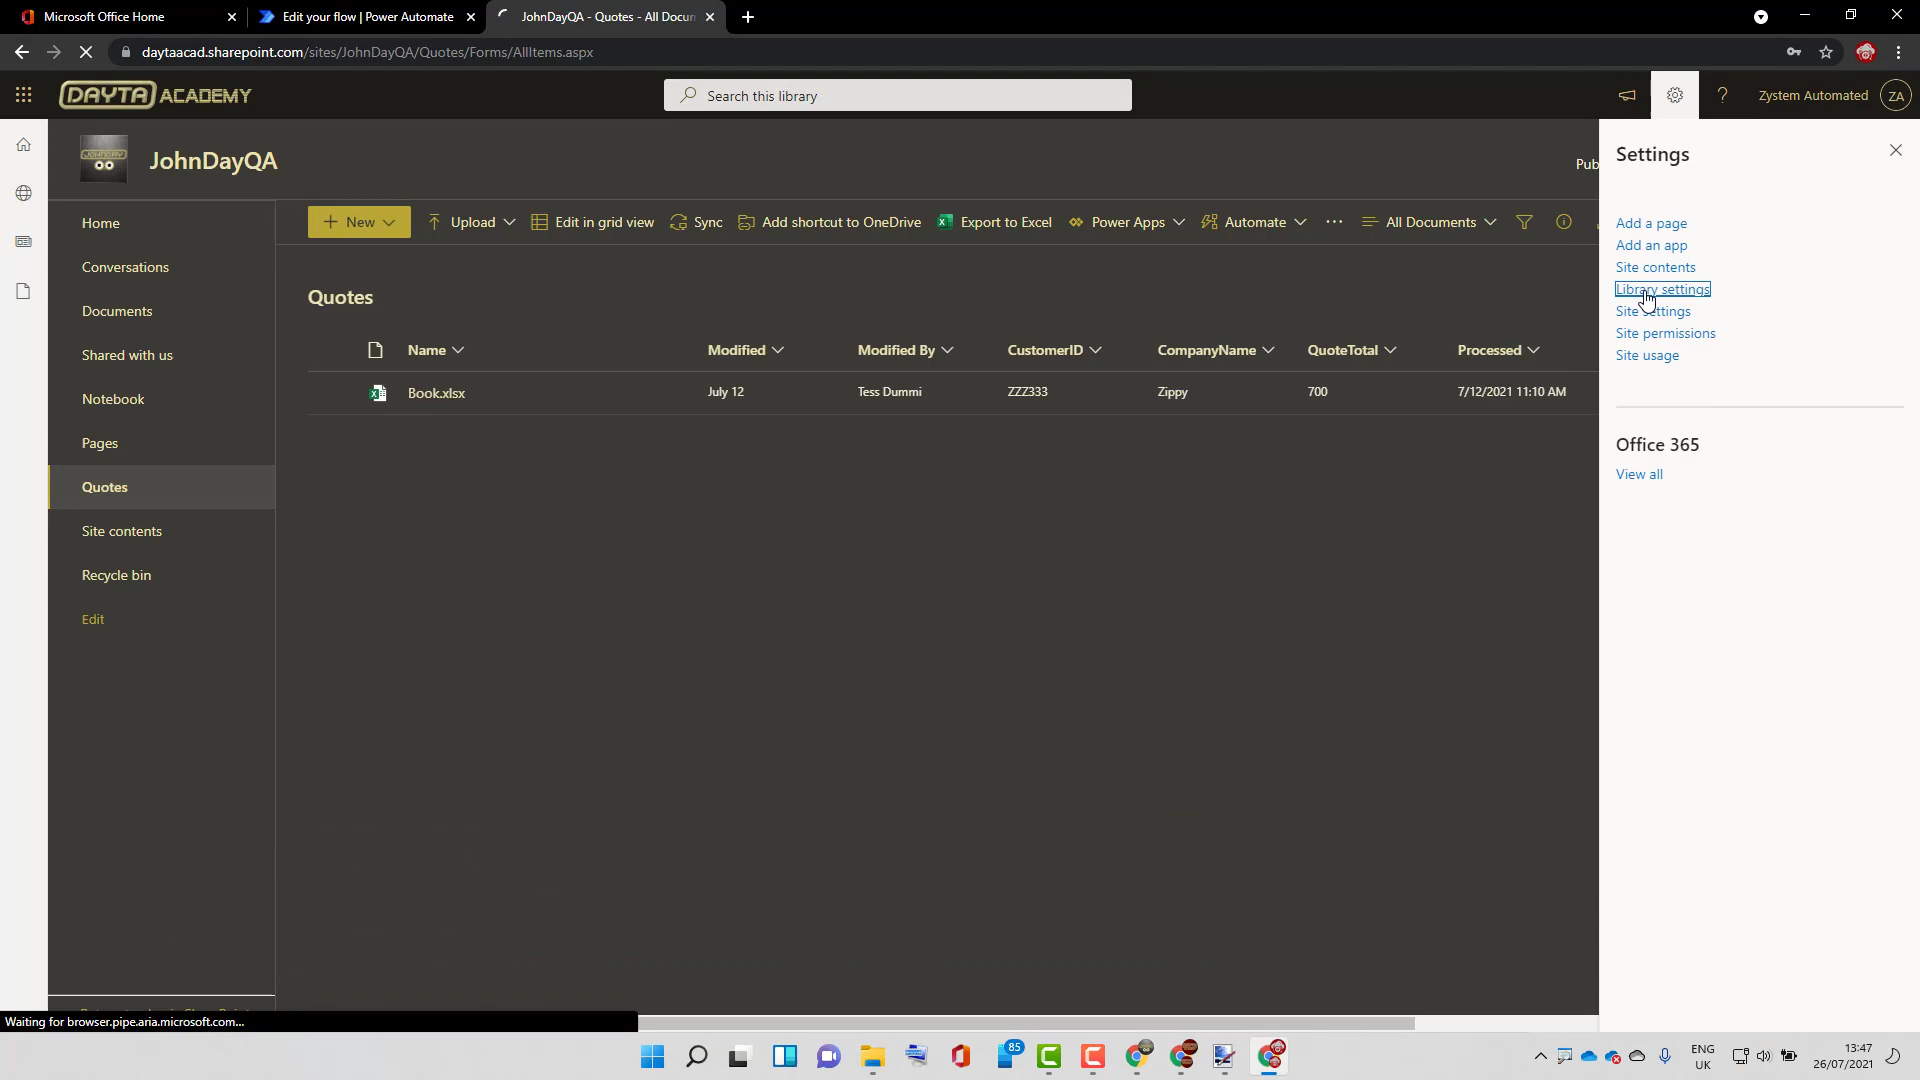 Microsoft Office Home
Edit your flow | Power Automate
JohnDayQA - Quotes - All Docum
daytaacad.sharepoint.com/sites/JohnDayQA/Quotes/Forms/AllItems.aspx
DAYTA ACADEMY
Search this library
Zystem Automated
ZA
JohnDayQA
Pub
Settings
Home
Conversations
Documents
Shared with us
Notebook
Pages
Quotes
Site contents
Recycle bin
Edit
New
Upload
Edit in grid view
Sync
Add shortcut to OneDrive
Export to Excel
Power Apps
Automate
All Documents
Quotes
Name
Modified
Modified By
CustomerID
CompanyName
QuoteTotal
Processed
Book.xlsx
July 12
Tess Dummi
ZZZ333
Zippy
700
7/12/2021 11:10 AM
Add a page
Add an app
Site contents
Library settings
Site settings
Site permissions
Site usage
Office 365
View all
Waiting for browser.pipe.aria.microsoft.com...
85
ENG
UK
13:47
26/07/2021